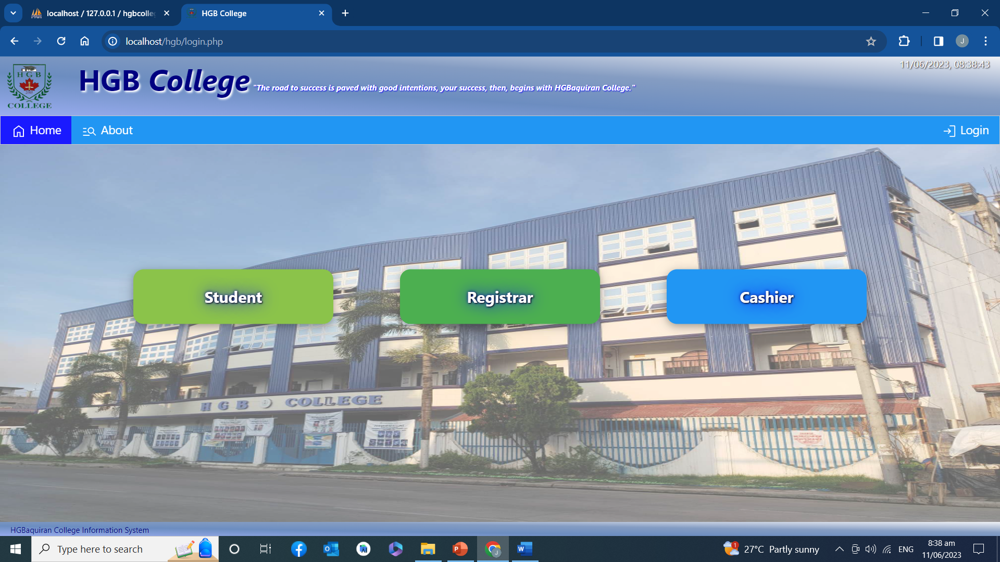 localhost / 127.0.0.1 / hgbcolle
HGB College
localhost/hgb/login.php
J
11/06/2023, 08:38:43
HGB
COLLEGE
HGB College "The road to success is paved with good intentions, your success, then, begins with HGBaquiran College."
Home
About
Login
Student
Registrar
Cashier
HGB COLLEGE
HGBaquiran College Information System
Type here to search
27°C Partly sunny
ENG
8:38 am
11/06/2023